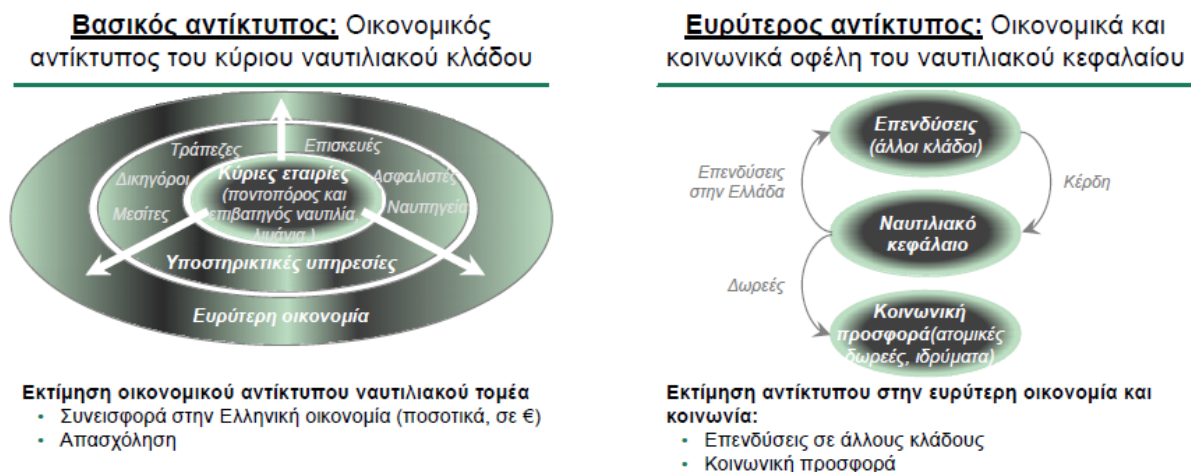 Βασικός αντίκτυπος: Οικονομικός
αντίκτυπος του κύριου ναυτιλιακού κλάδου
Τράπεζες
Επισκευές
Δικηγόροι
Κύριες εταιρίες
Ασφαλιστές
(ποντοπόρος και
Μεσίτες
επιβατηγός ναυτιλία,
Ναυπηγεία
λιμάνια )
Υποστηρικτικές υπηρεσίες
Ευρύτερη οικονομία
Εκτίμηση οικονομικού αντίκτυπου ναυτιλιακού τομέα
• Συνεισφορά στην Ελληνική οικονομία (ποσοτικά, σε €)
• Απασχόληση
Ευρύτερος αντίκτυπος: Οικονομικά και
κοινωνικά οφέλη του ναυτιλιακού κεφαλαίου
Επενδύσεις
(άλλοι κλάδοι)
Επενδύσεις
στην Ελλάδα
Κέρδη
Ναυτιλιακό
κεφάλαιο
Δωρεές
Κοινωνική
προσφορά(ατομικές
δωρεές, ιδρύματα)
Εκτίμηση αντίκτυπου στην ευρύτερη οικονομία και
κοινωνία:
• Επενδύσεις σε άλλους κλάδους
• Κοινωνική προσφορά